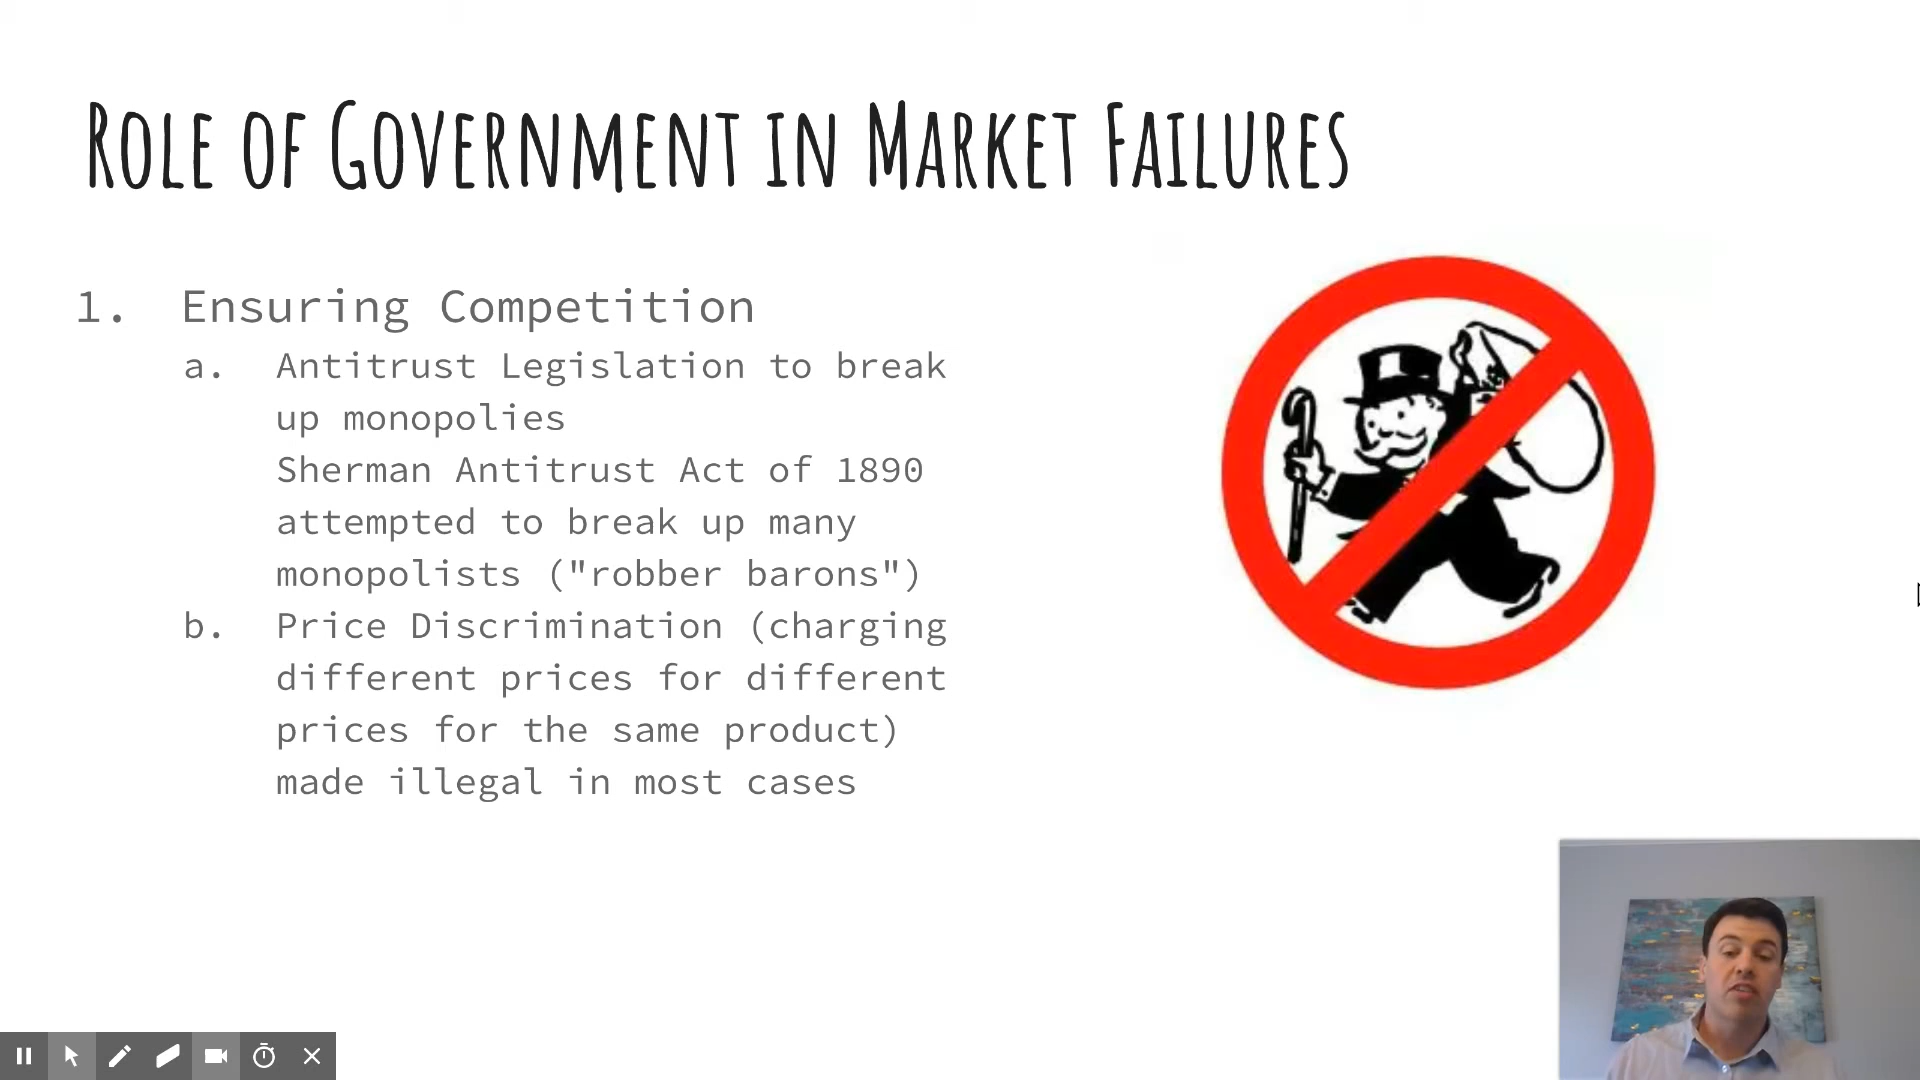 Role of Government in Market Failures
1. Ensuring Competition
a. Antitrust Legislation to break
up monopolies
Sherman Antitrust Act of 1890
attempted to break up many
monopolists ("robber barons")
b. Price Discrimination (charging
different prices for different
prices for the same product)
made illegal in most cases